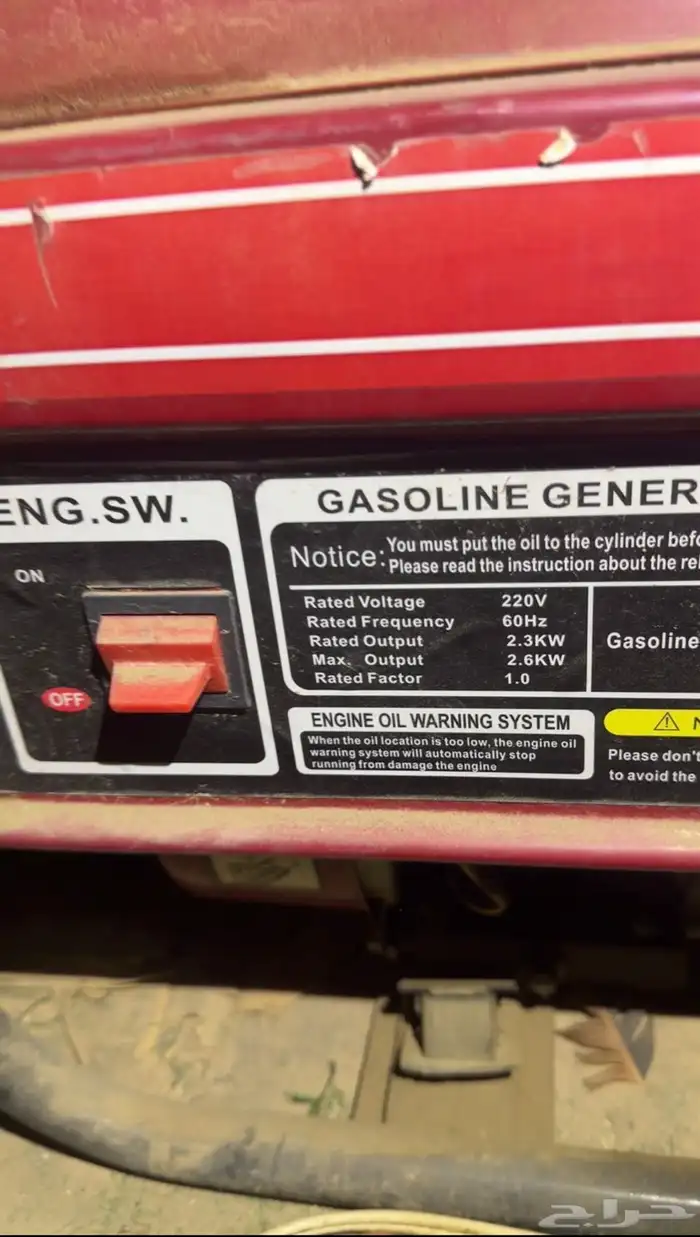 ENG.SW.
ON
OFF
GASOLINE GENER
Notice: You must put the oil to the cylinder befo
Please read the instruction about the rel
Rated Voltage 220V
Rated Frequency 60Hz
Rated Output 2.3KW
Max. Output 2.6KW
Rated Factor 1.0
Gasoline
ENGINE OIL WARNING SYSTEM
When the oil location is too low, the engine oil
warning system will automatically stop
running from damage the engine
N
Please don't
to avoid the
حراج